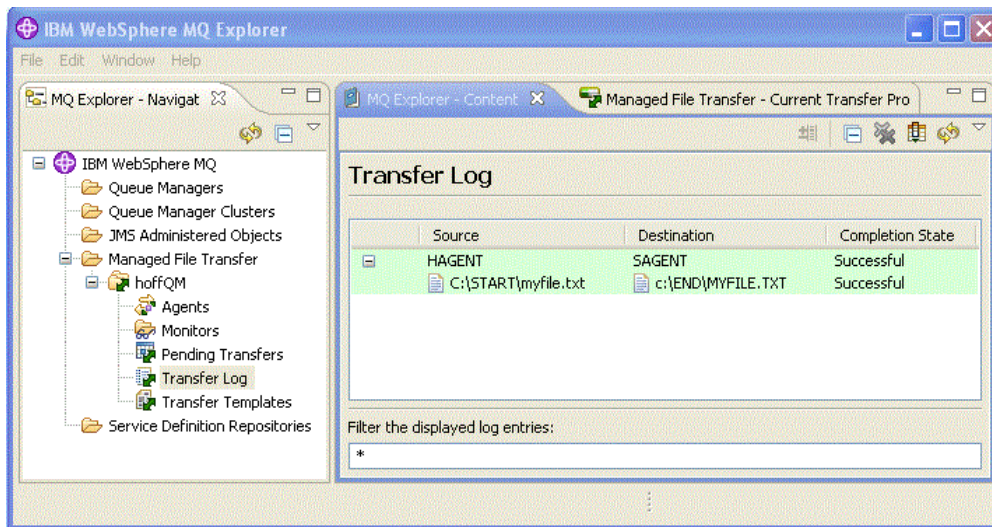 IBM WebSphere MQ Explorer
File Edit Window Help
MQ Explorer - Navigat
IBM WebSphere MQ
Queue Managers
Queue Manager Clusters
JMS Administered Objects
Managed File Transfer
hoffQM
Agents
Monitors
Pending Transfers
Transfer Log
Transfer Templates
Service Definition Repositories
MQ Explorer - Content
Managed File Transfer - Current Transfer Pro
Transfer Log
Source Destination Completion State
HAGENT SAGENT Successful
C:\START\myfile.txt c:\END\MYFILE.TXT Successful
Filter the displayed log entries:
*